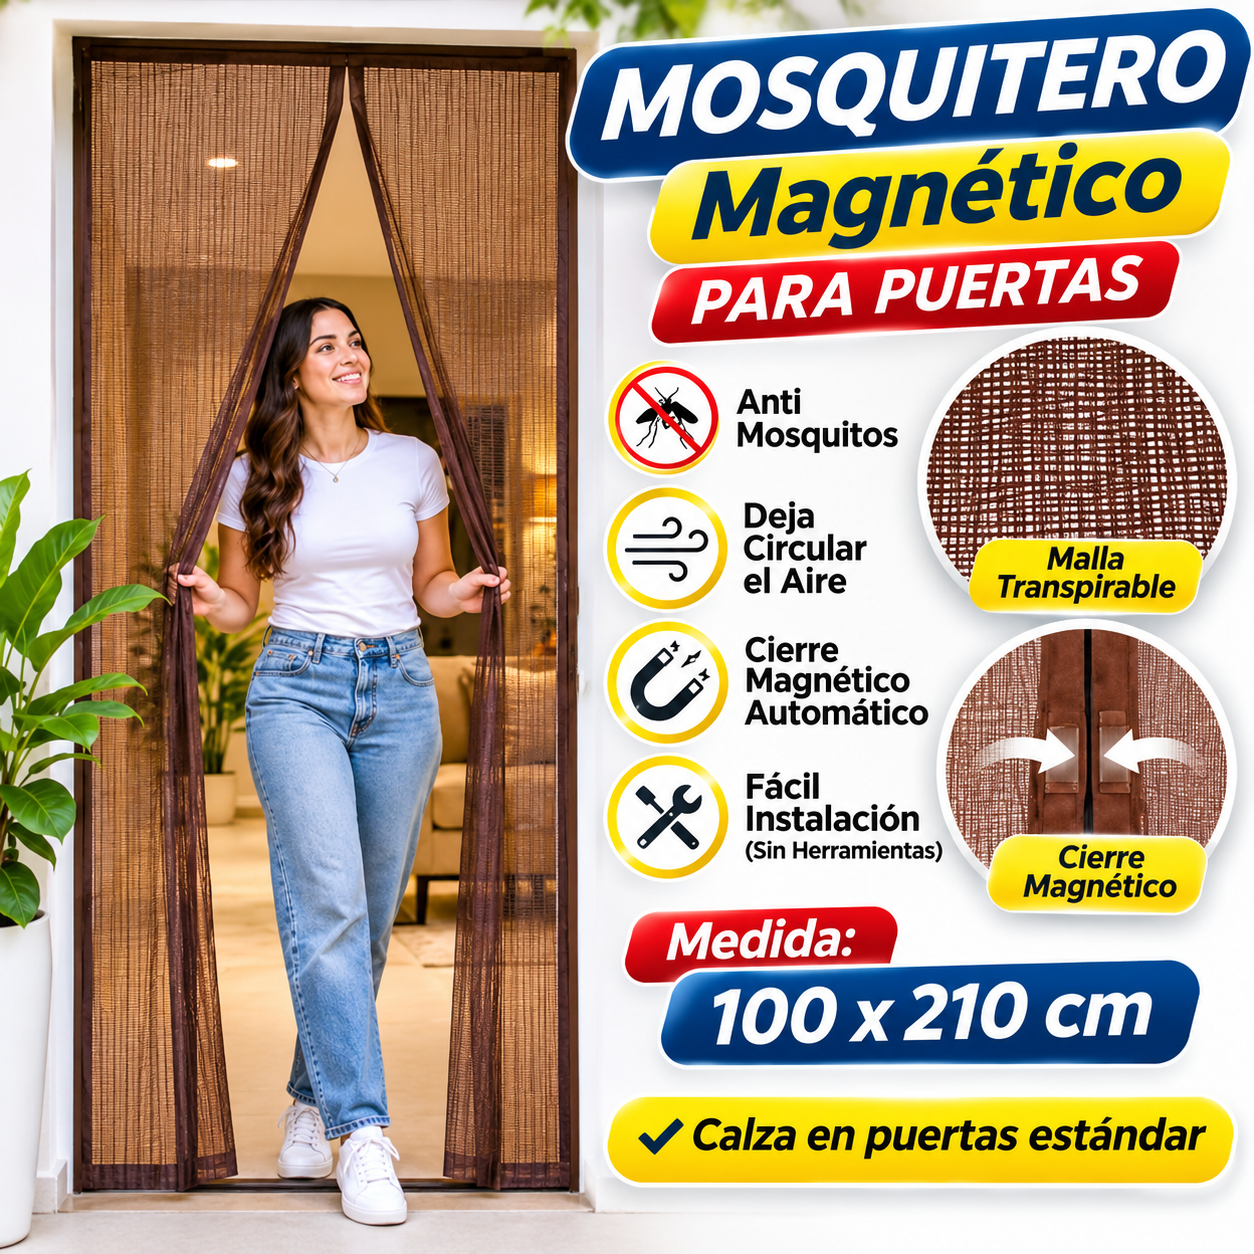 MOSQUITERO
Magnético
PARA PUERTAS
Anti
Mosquitos
Deja
Circular
el Aire
Cierre
Magnético
Automático
Fácil
Instalación
(Sin Herramientas)
Malla
Transpirable
Cierre
Magnético
Medida:
100 x 210 cm
Calza en puertas estándar